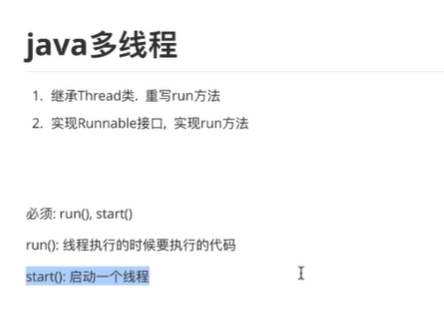 java多线程
1. 继承Thread类. 重写run方法
2. 实现Runnable接口, 实现run方法
必须: run(), start()
run(): 线程执行的时候要执行的代码
start(): 启动一个线程